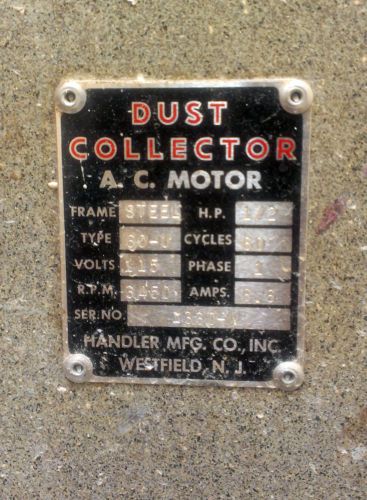 DUST
COLLECTOR
A. C. MOTOR
FRAME STEEL H.P. 1/2
TYPE CYCLES 60
VOLTS 115 PHASE 1
R.P.M. 3450 AMPS.
SER. NO.
HANDLER MFG. CO., INC.
WESTFIELD, N. J.